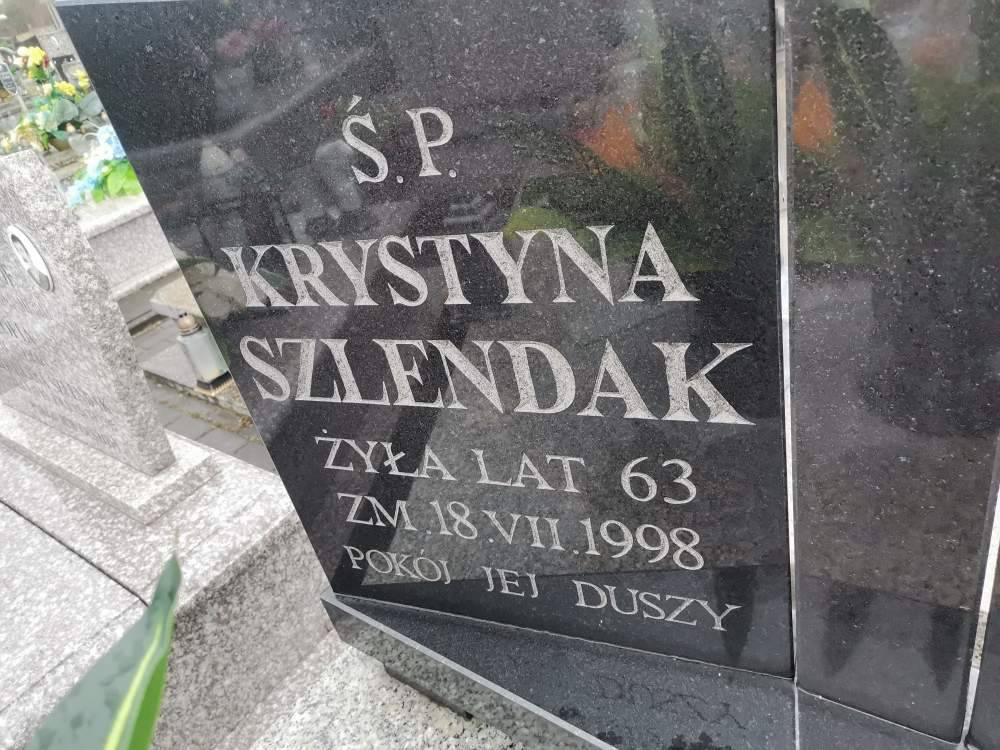 Ś.P.
KRYSTYNA
SZLENDAK
ŻYŁA LAT 63
ZM.18.VII.1998
POKÓJ JEJ DUSZY